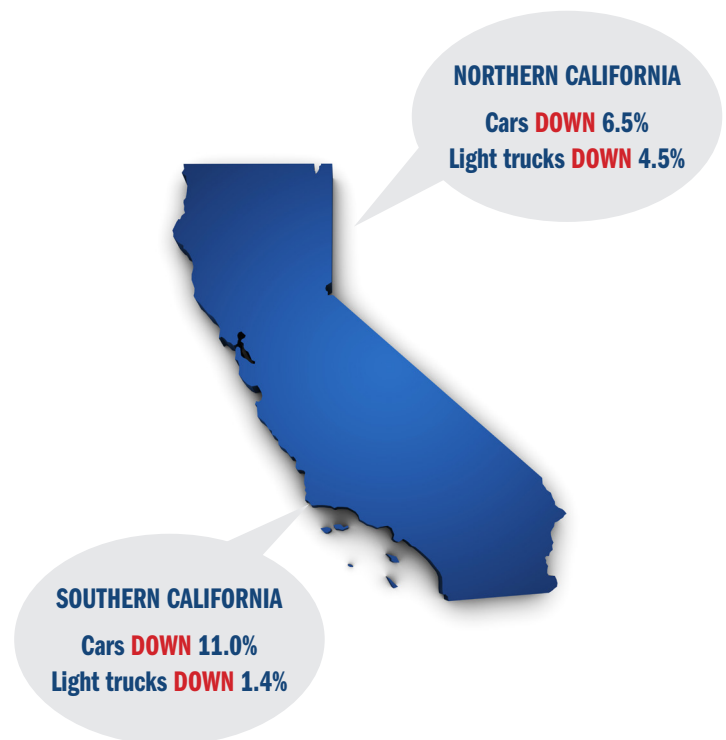 NORTHERN CALIFORNIA
Cars DOWN 6.5%
Light trucks DOWN 4.5%
SOUTHERN CALIFORNIA
Cars DOWN 11.0%
Light trucks DOWN 1.4%